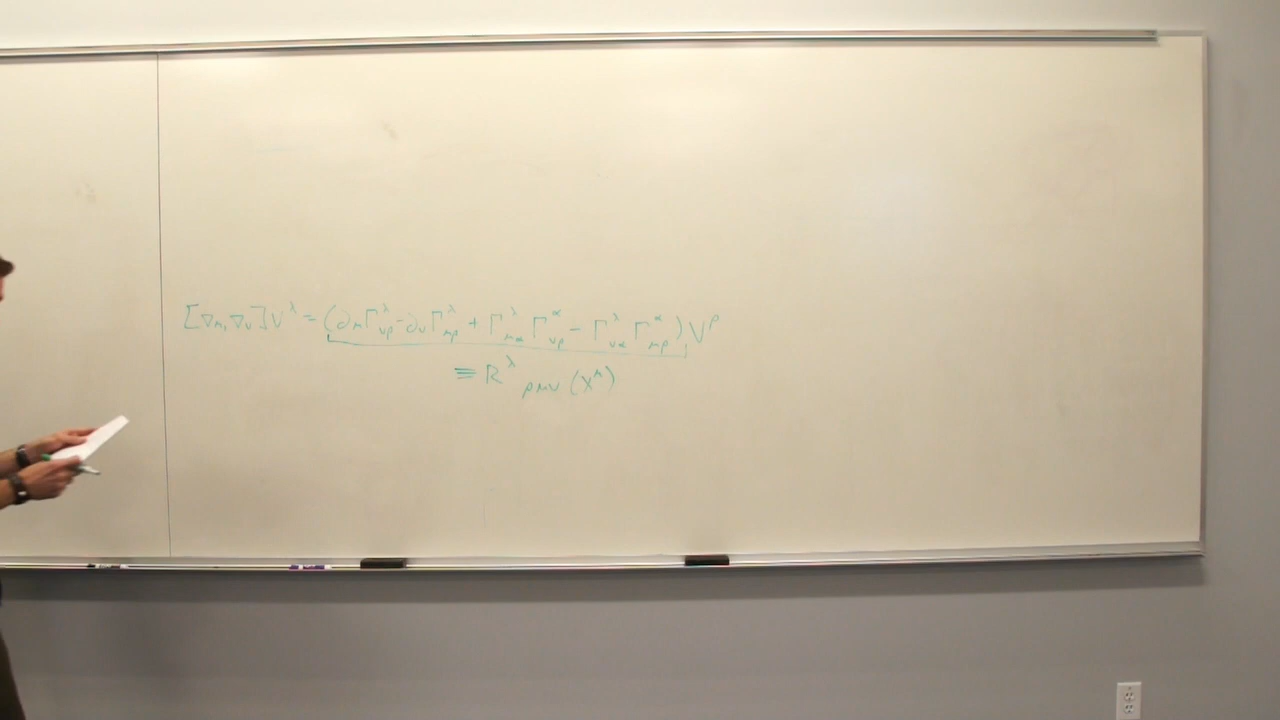 [∇_μ, ∇_ν]V^λ = (∂_μ Γ^λ_νρ - ∂_ν Γ^λ_μρ + Γ^λ_μα Γ^α_νρ - Γ^λ_να Γ^α_μρ) V^ρ
≡ R^λ_ρμν (x^μ)